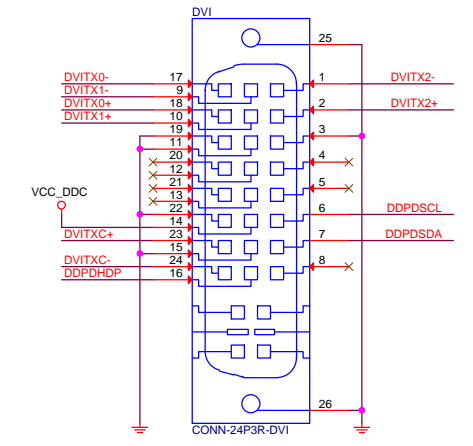 DVI
25
DVITX0- 17 1 DVITX2-
DVITX1- 9
DVITX0+ 18 2 DVITX2+
DVITX1+ 10
19 3
11
20 4
12
21 5
13
VCC_DDC
22 6 DDPDSCL
14
DVITXC+ 23 7 DDPDSDA
15
DVITXC- 24 8
DDPDHDP 16
26
CONN-24P3R-DVI